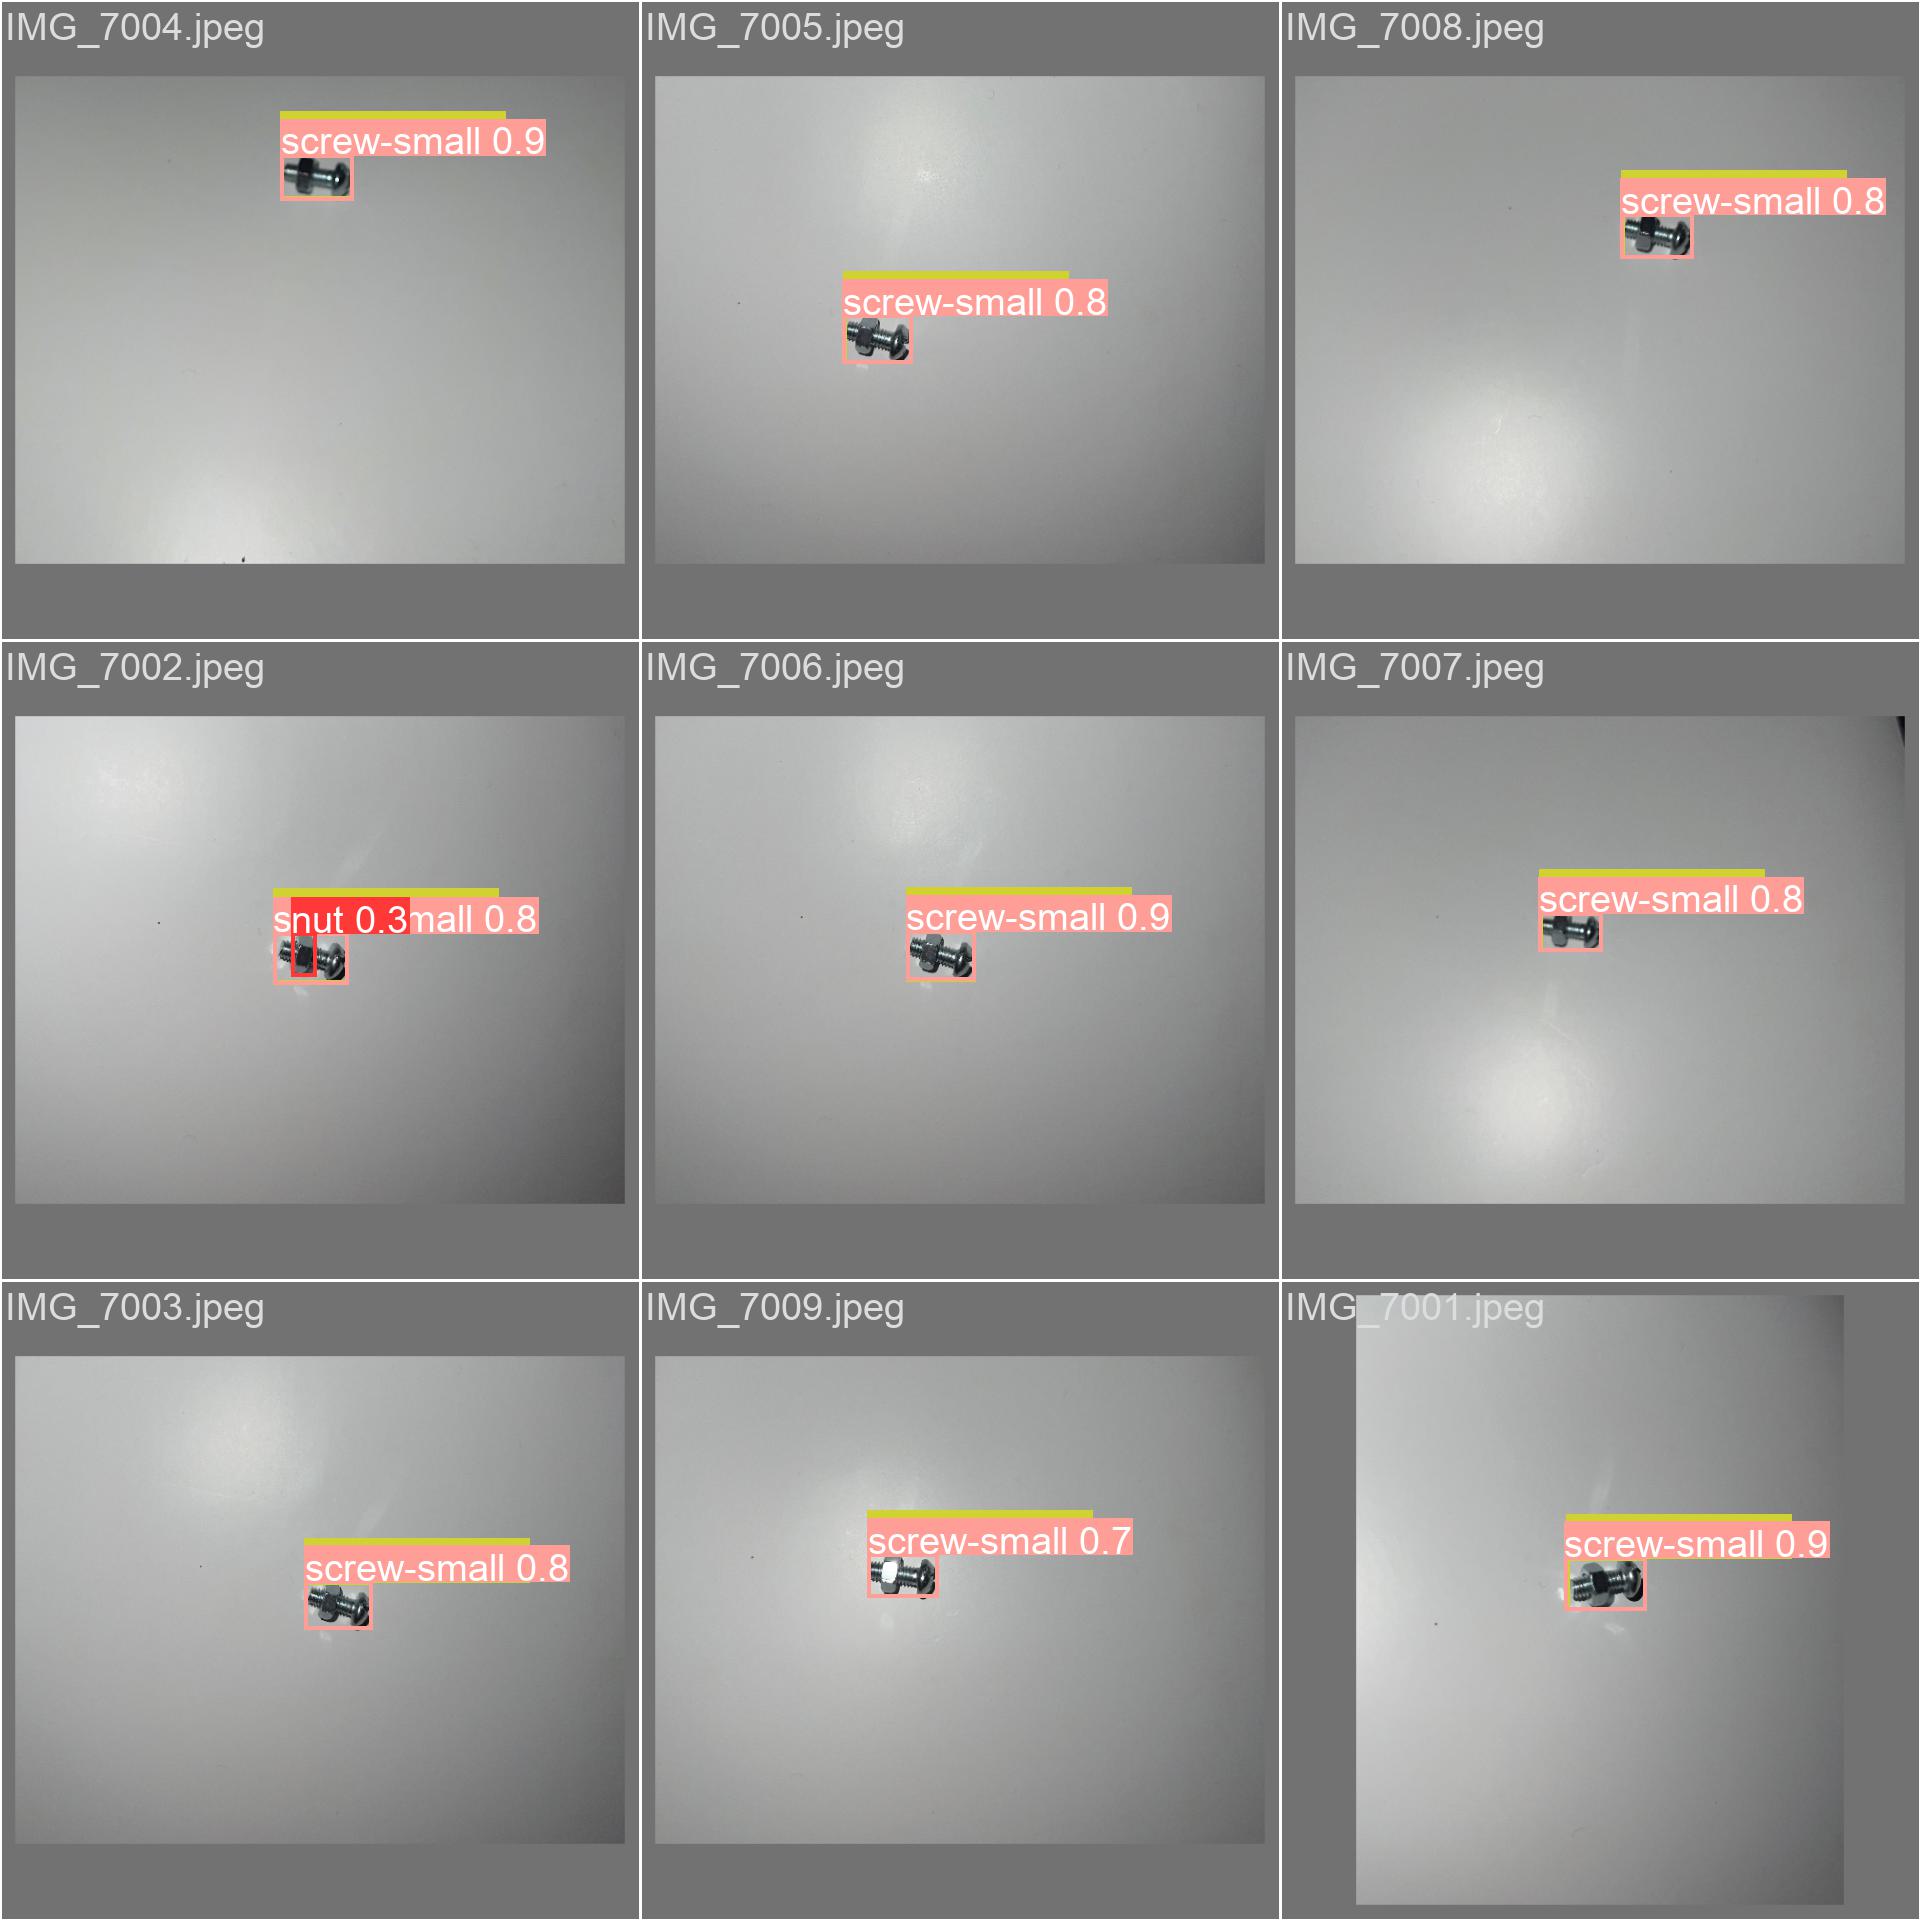 IMG_7004.jpeg
screw-small 0.9
IMG_7005.jpeg
screw-small 0.8
IMG_7008.jpeg
screw-small 0.8
IMG_7002.jpeg
snut 0.3mall 0.8
IMG_7006.jpeg
screw-small 0.9
IMG_7007.jpeg
screw-small 0.8
IMG_7003.jpeg
screw-small 0.8
IMG_7009.jpeg
screw-small 0.7
IMG_7001.jpeg
screw-small 0.9